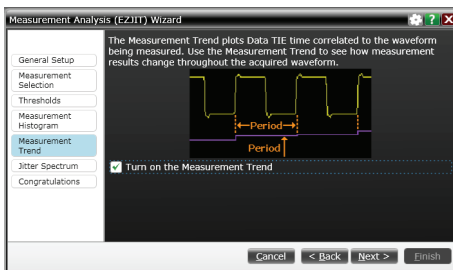 Measurement Analysis (EZJIT) Wizard
?
X
General Setup
Measurement
Selection
Thresholds
Measurement
Histogram
Measurement
Trend
Jitter Spectrum
Congratulations
The Measurement Trend plots Data TIE time correlated to the waveform
being measured. Use the Measurement Trend to see how measurement
results change throughout the acquired waveform.
Period
Period
Turn on the Measurement Trend
Cancel
< Back
Next >
Finish